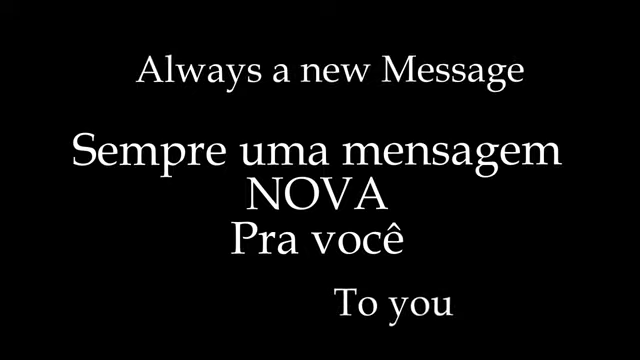 Always a new Message
Sempre uma mensagem
NOVA
Pra você
To you